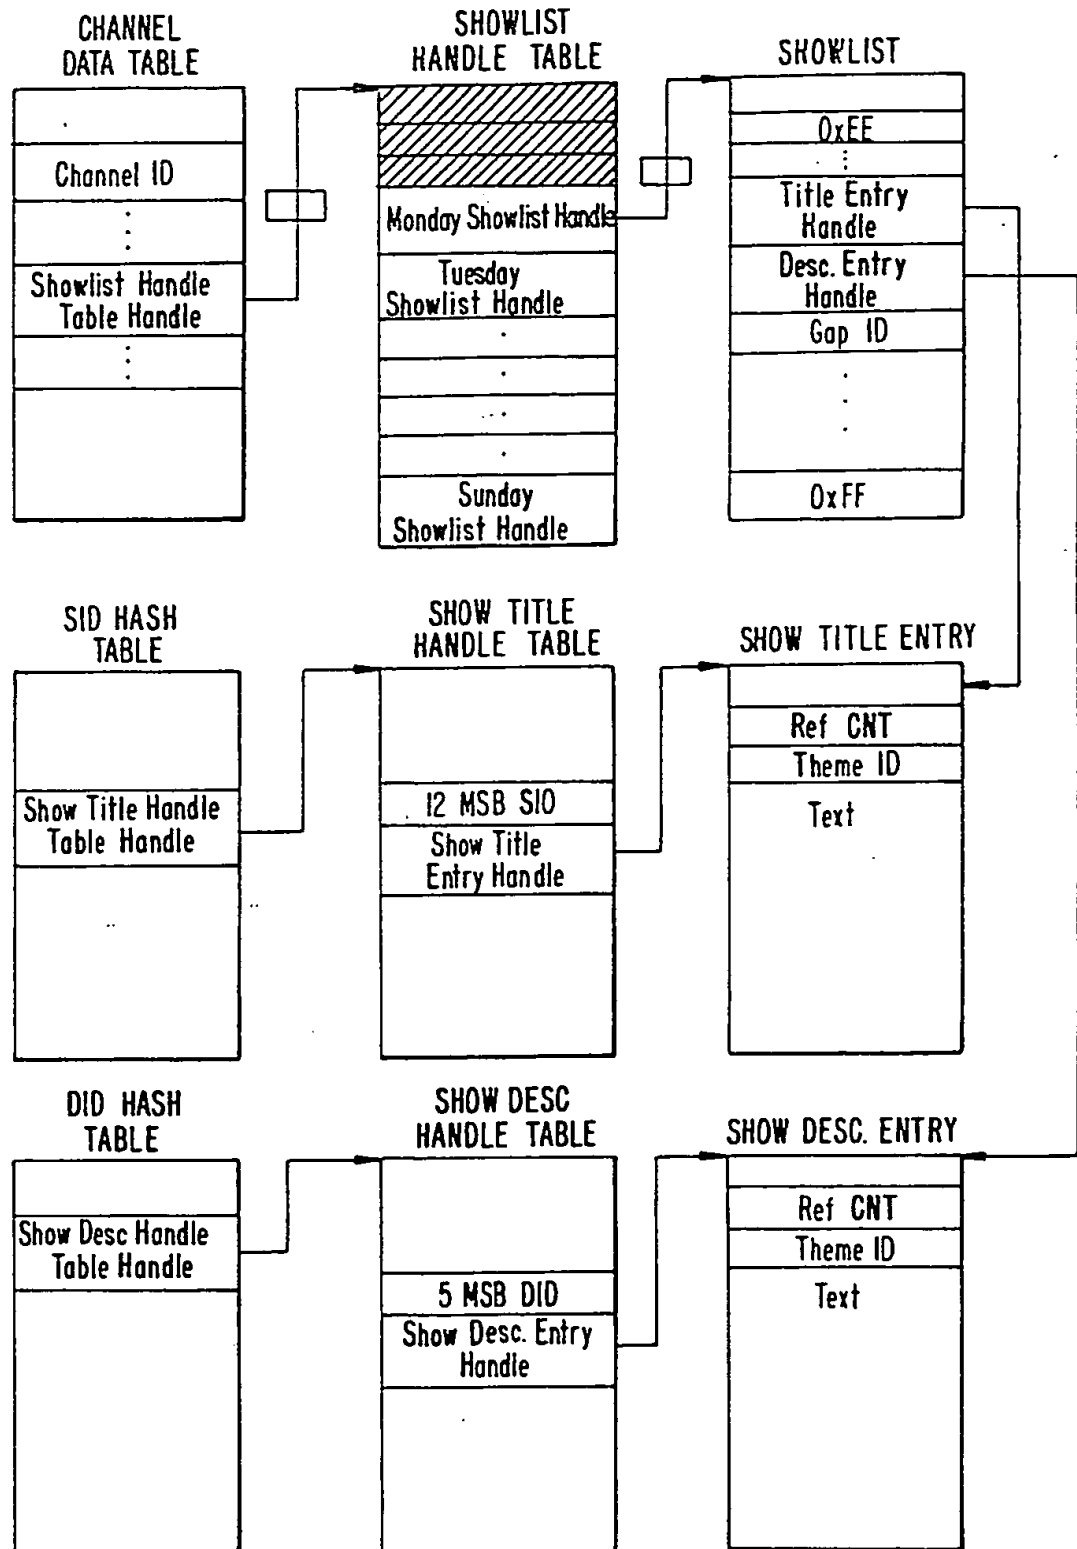 CHANNEL
DATA TABLE
Channel ID
Showlist Handle
Table Handle
SHOWLIST
HANDLE TABLE
Monday Showlist Handle
Tuesday
Showlist Handle
Sunday
Showlist Handle
SHOWLIST
0xEE
Title Entry
Handle
Desc. Entry
Handle
Gap ID
0xFF
SID HASH
TABLE
Show Title Handle
Table Handle
SHOW TITLE
HANDLE TABLE
12 MSB SIO
Show Title
Entry Handle
SHOW TITLE ENTRY
Ref CNT
Theme ID
Text
DID HASH
TABLE
Show Desc Handle
Table Handle
SHOW DESC
HANDLE TABLE
5 MSB DID
Show Desc. Entry
Handle
SHOW DESC. ENTRY
Ref CNT
Theme ID
Text